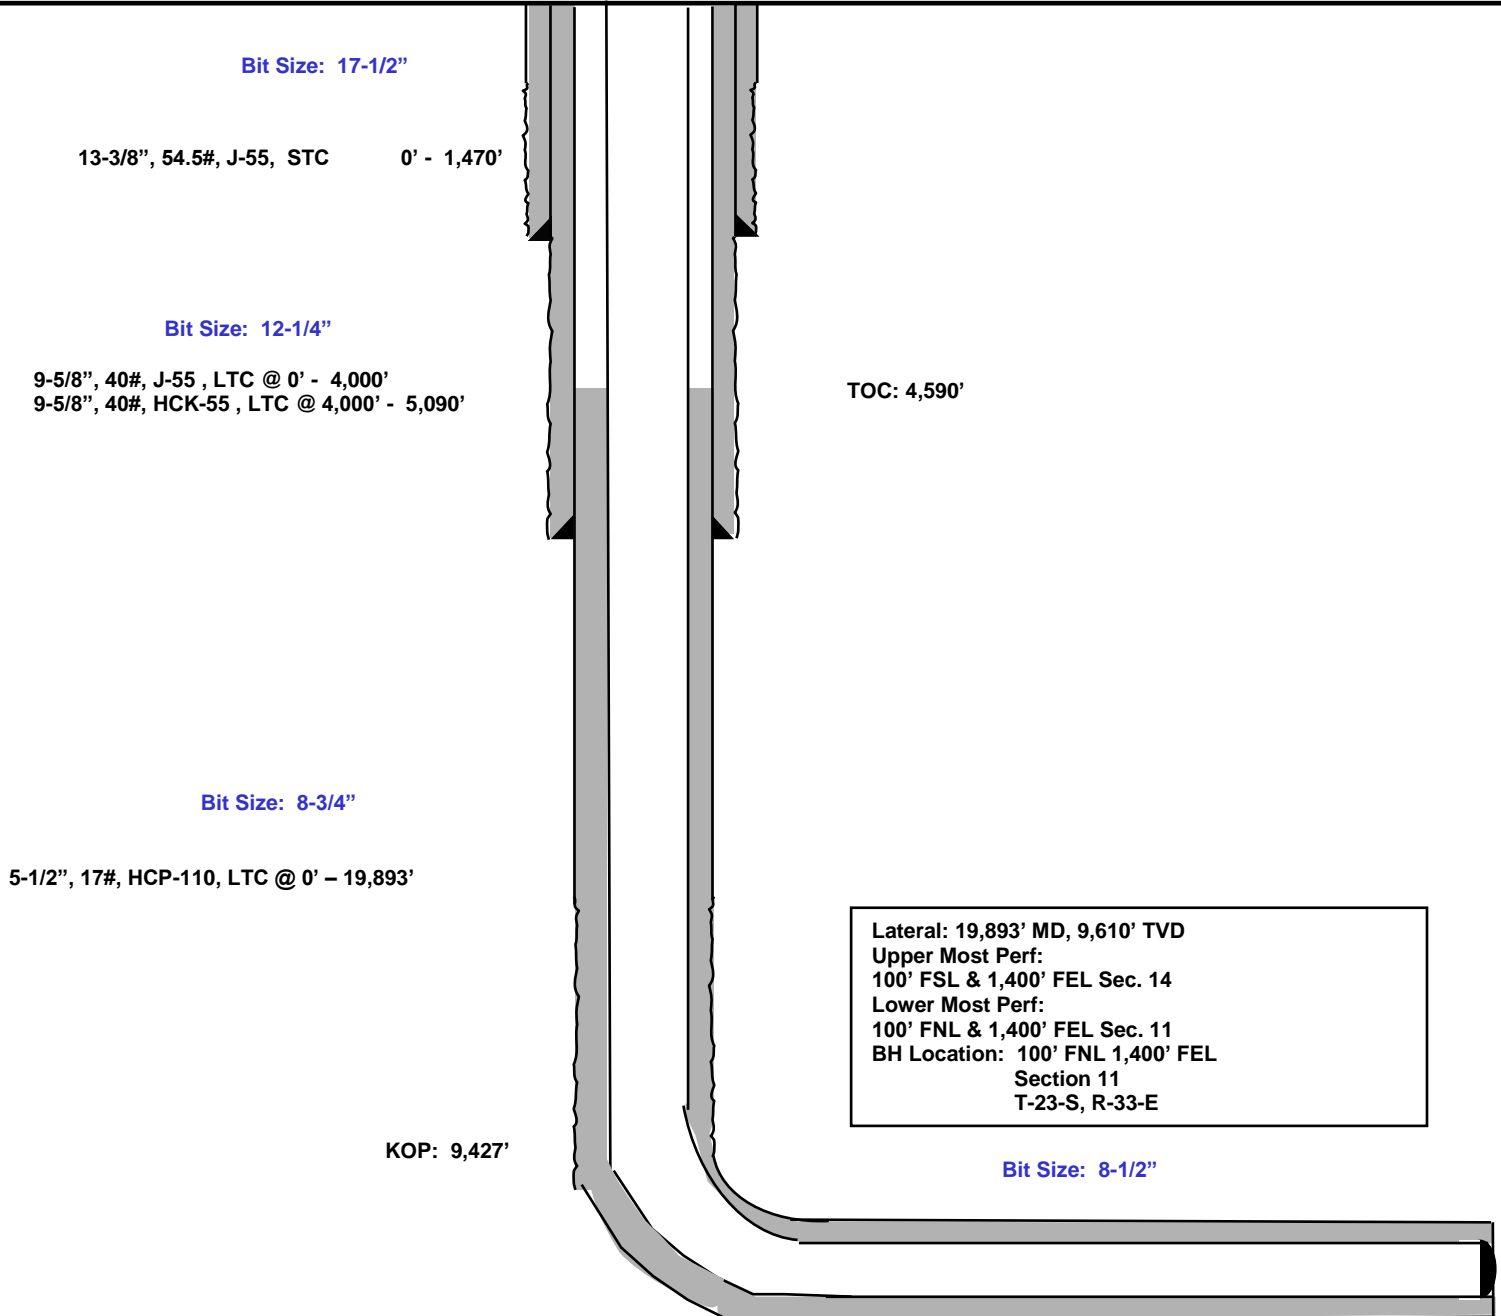 Bit Size: 17-1/2”
13-3/8”, 54.5#, J-55, STC 0’ - 1,470’
Bit Size: 12-1/4”
9-5/8”, 40#, J-55 , LTC @ 0’ - 4,000’
9-5/8”, 40#, HCK-55 , LTC @ 4,000’ - 5,090’
TOC: 4,590’
Bit Size: 8-3/4”
5-1/2”, 17#, HCP-110, LTC @ 0’ – 19,893’
Lateral: 19,893’ MD, 9,610’ TVD
Upper Most Perf:
100’ FSL & 1,400’ FEL Sec. 14
Lower Most Perf:
100’ FNL & 1,400’ FEL Sec. 11
BH Location: 100’ FNL 1,400’ FEL
Section 11
T-23-S, R-33-E
KOP: 9,427’
Bit Size: 8-1/2”